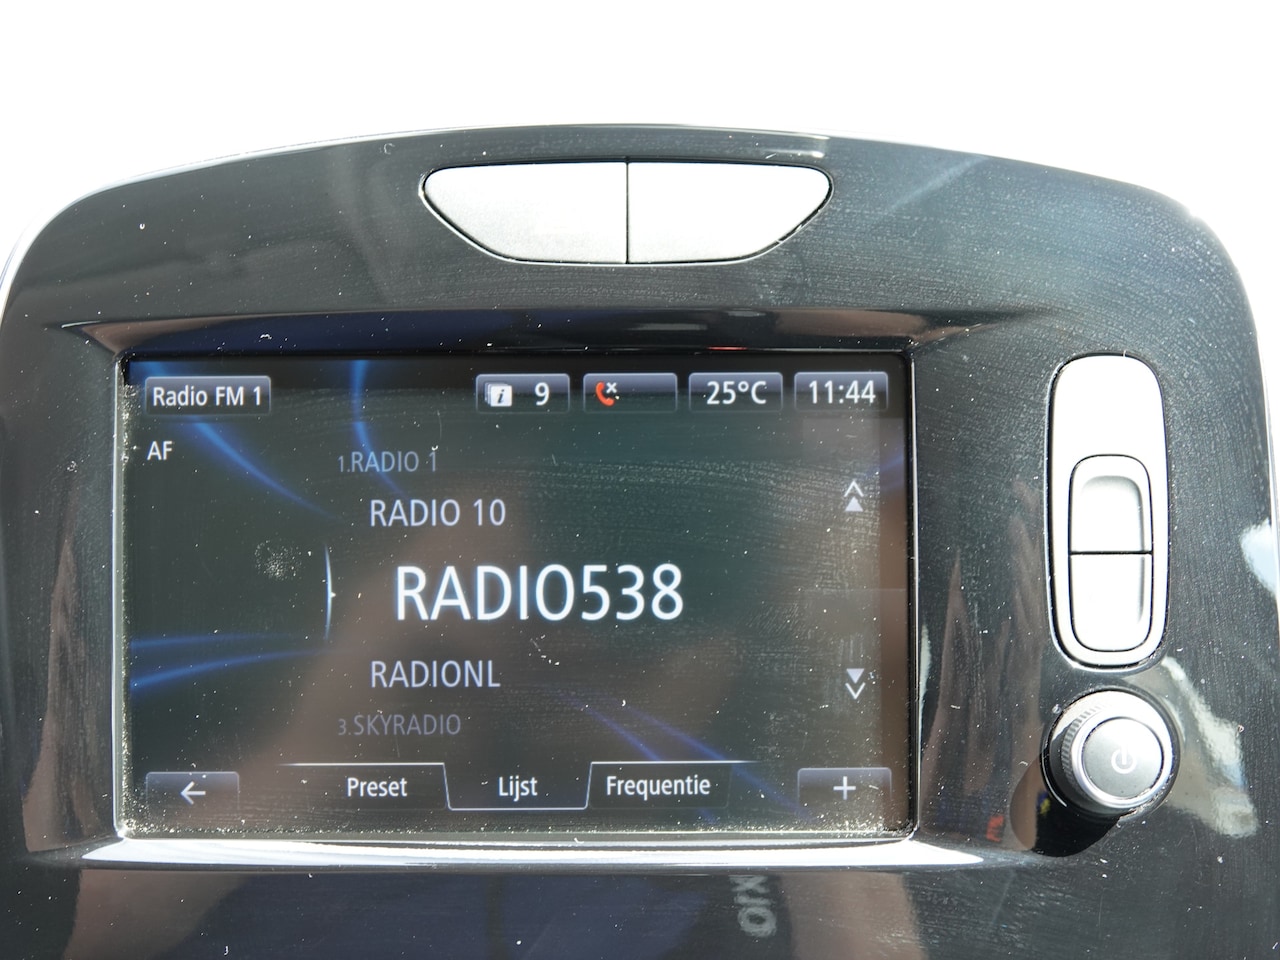 Radio FM 1 9 25°C 11:44
AF
1.RADIO 1
RADIO 10
RADIO538
RADIONL
3.SKYRADIO
Preset Lijst Frequentie +